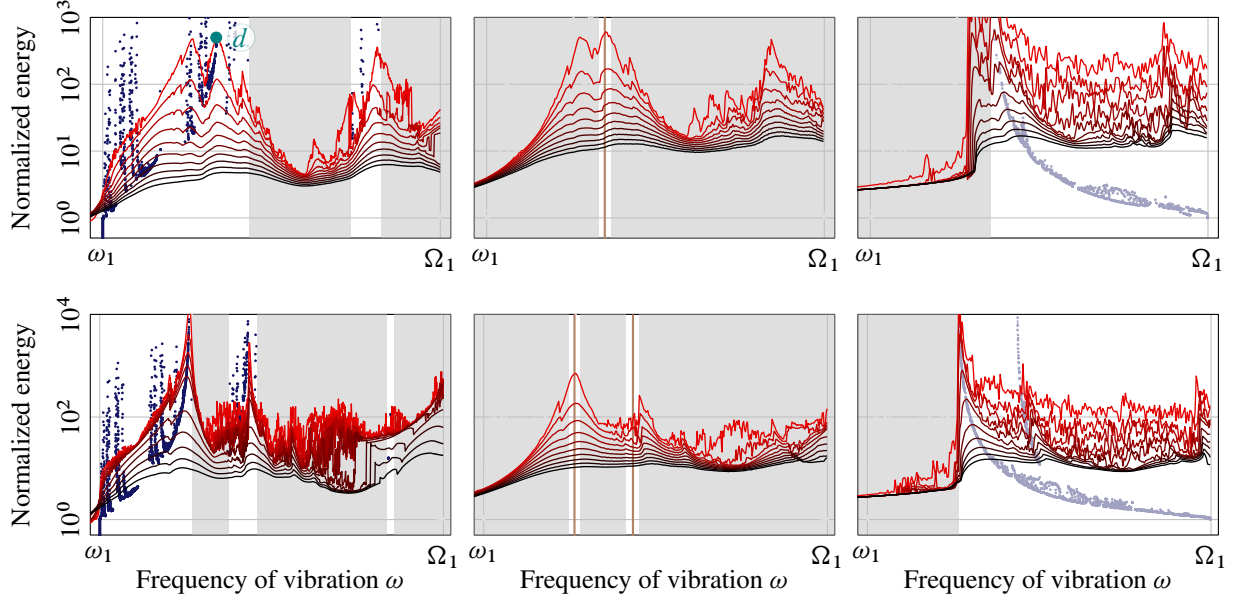 Normalized energy
10³
10²
10¹
10⁰
d
ω₁
Ω₁
ω₁
Ω₁
ω₁
Ω₁
Normalized energy
10⁴
10²
10⁰
ω₁
Ω₁
ω₁
Ω₁
ω₁
Ω₁
Frequency of vibration ω
Frequency of vibration ω
Frequency of vibration ω